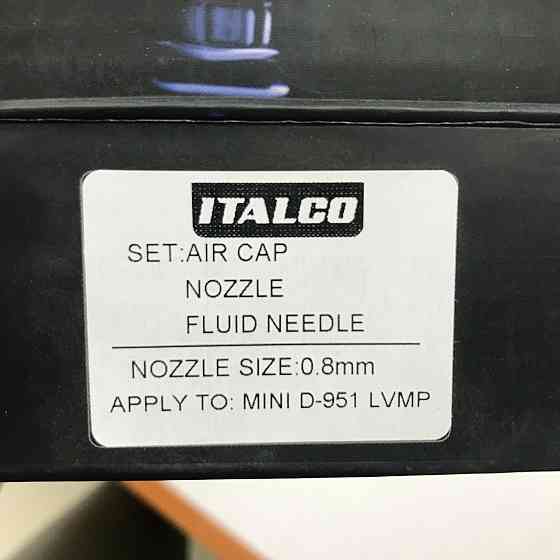 ITALCO
SET:AIR CAP
NOZZLE
FLUID NEEDLE
NOZZLE SIZE:0.8mm
APPLY TO: MINI D-951 LVMP